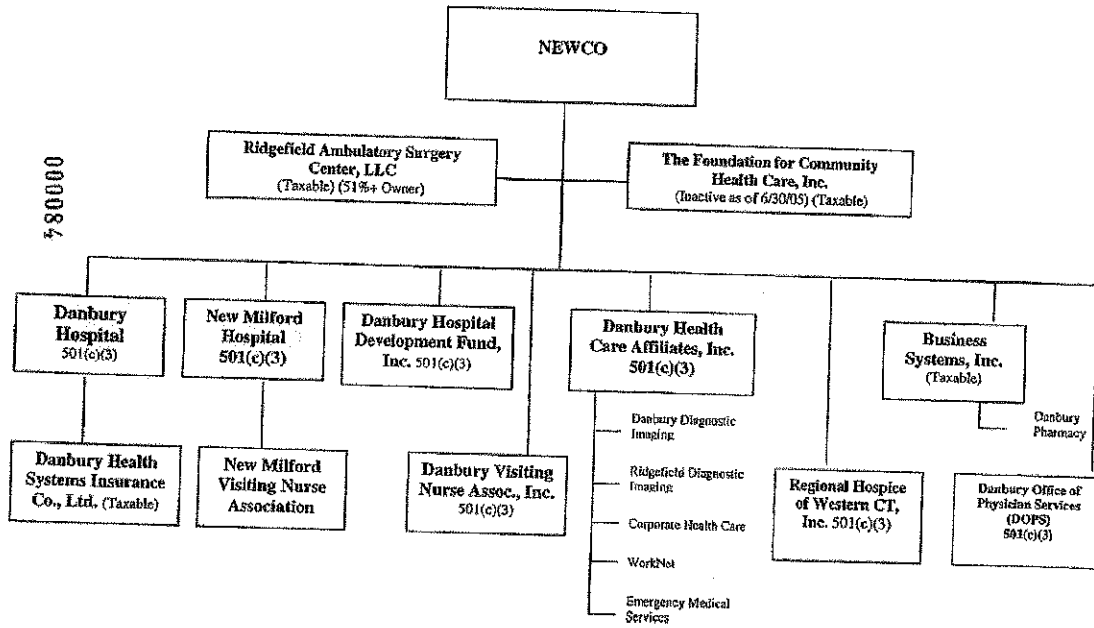 NEWCO
Ridgefield Ambulatory Surgery
Center, LLC
(Taxable) (51%+ Owner)
The Foundation for Community
Health Care, Inc.
(Inactive as of 6/30/05) (Taxable)
000084
Danbury
Hospital
501(c)(3)
New Milford
Hospital
501(c)(3)
Danbury Hospital
Development Fund,
Inc. 501(c)(3)
Danbury Health
Care Affiliates, Inc.
501(c)(3)
Business
Systems, Inc.
(Taxable)
Danbury
Pharmacy
Danbury Diagnostic
Imaging
Ridgefield Diagnostic
Imaging
Corporate Health Care
WorkNet
Emergency Medical
Services
Danbury Health
Systems Insurance
Co., Ltd. (Taxable)
New Milford
Visiting Nurse
Association
Danbury Visiting
Nurse Assoc., Inc.
501(c)(3)
Regional Hospice
of Western CT,
Inc. 501(c)(3)
Danbury Office of
Physician Services
(DOPS)
501(c)(3)